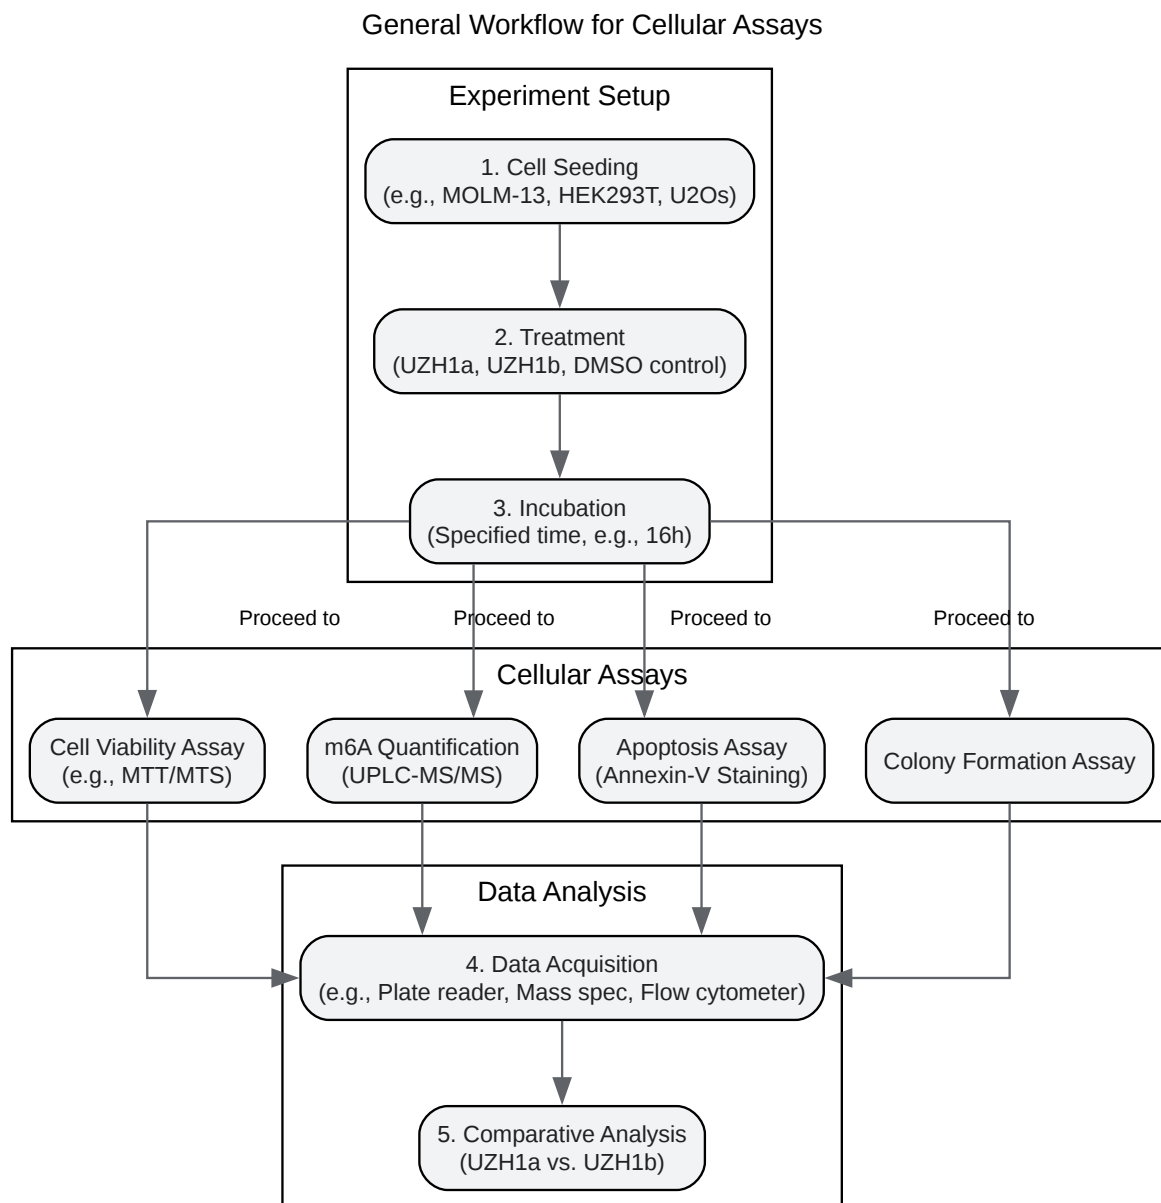 General Workflow for Cellular Assays
Experiment Setup
1. Cell Seeding
(e.g., MOLM-13, HEK293T, U2Os)
2. Treatment
(UZH1a, UZH1b, DMSO control)
3. Incubation
(Specified time, e.g., 16h)
Proceed to
Proceed to
Proceed to
Proceed to
Cellular Assays
Cell Viability Assay
(e.g., MTT/MTS)
m6A Quantification
(UPLC-MS/MS)
Apoptosis Assay
(Annexin-V Staining)
Colony Formation Assay
Data Analysis
4. Data Acquisition
(e.g., Plate reader, Mass spec, Flow cytometer)
5. Comparative Analysis
(UZH1a vs. UZH1b)